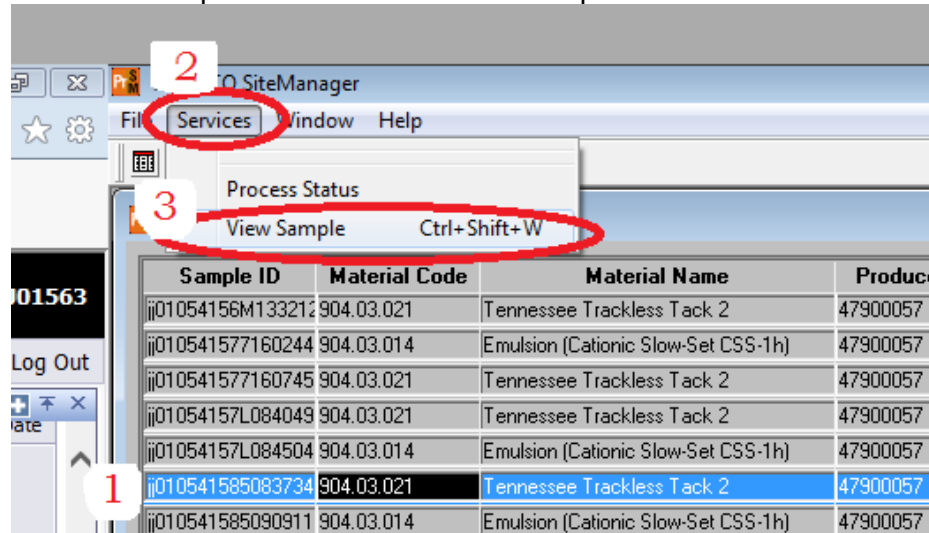 2
SiteManager
Services Window Help
Process Status
3
View Sample Ctrl+Shift+W
J01563
Log Out
Sample ID Material Code Material Name
jj01054156M133212 904.03.021 Tennessee Trackless Tack 2 47900057
jj010541577160244 904.03.014 Emulsion (Cationic Slow-Set CSS-1h) 47900057
jj010541577160745 904.03.021 Tennessee Trackless Tack 2 47900057
jj01054157L084049 904.03.021 Tennessee Trackless Tack 2 47900057
jj01054157L084504 904.03.014 Emulsion (Cationic Slow-Set CSS-1h) 47900057
1 jj010541585083734 904.03.021 Tennessee Trackless Tack 2 47900057
jj010541585090911 904.03.014 Emulsion (Cationic Slow-Set CSS-1h) 47900057